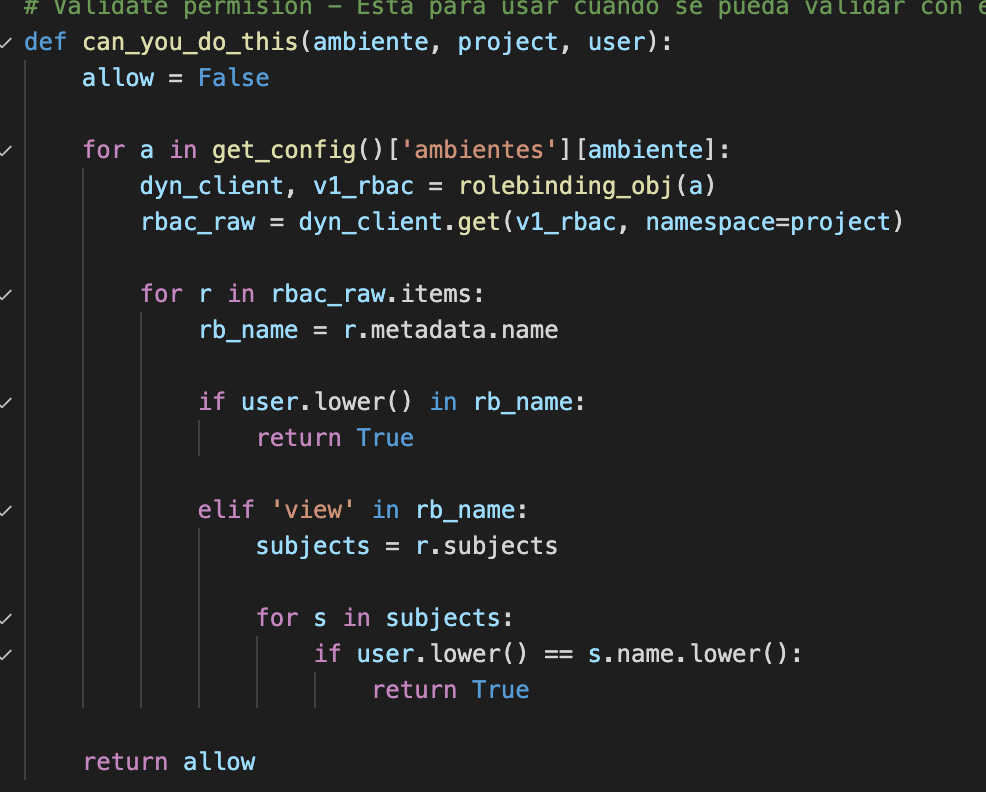 # Validate permision – Esta para usar cuando se pueda validar con
def can_you_do_this(ambiente, project, user):
    allow = False
    for a in get_config()['ambientes'][ambiente]:
        dyn_client, v1_rbac = rolebinding_obj(a)
        rbac_raw = dyn_client.get(v1_rbac, namespace=project)
        for r in rbac_raw.items:
            rb_name = r.metadata.name
            if user.lower() in rb_name:
                return True
            elif 'view' in rb_name:
                subjects = r.subjects
                for s in subjects:
                    if user.lower() == s.name.lower():
                        return True
    return allow